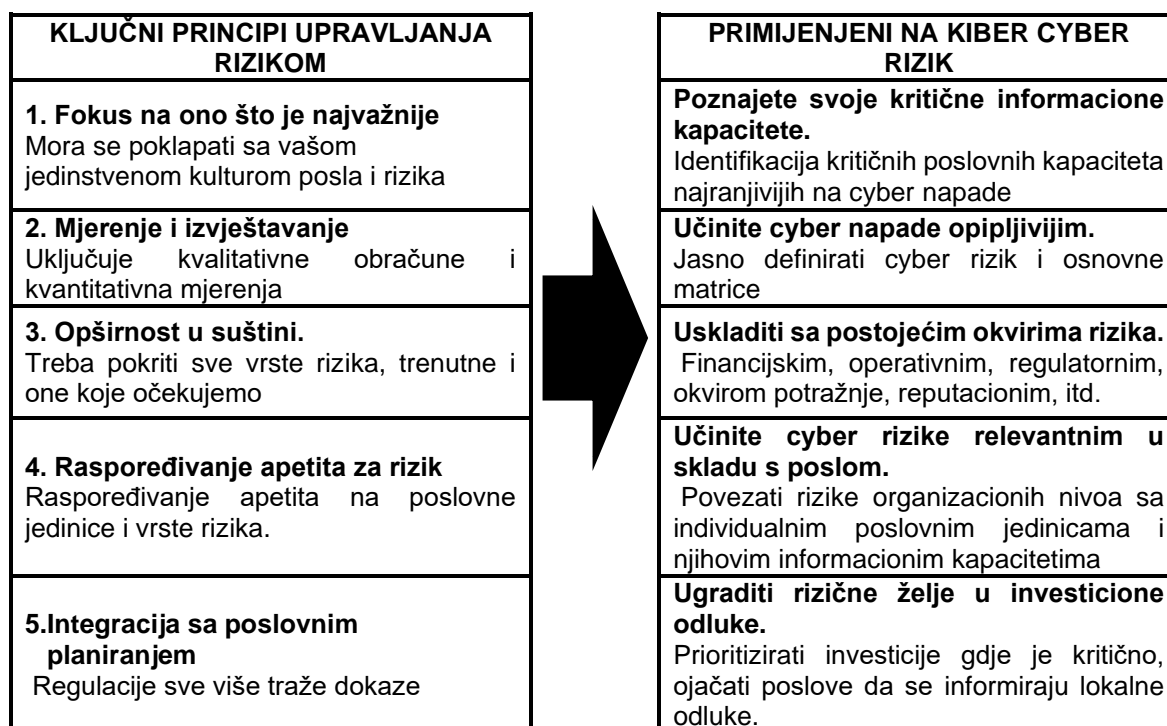 KLJUČNI PRINCIPI UPRAVLJANJA
RIZIKOM
1. Fokus na ono što je najvažnije
Mora se poklapati sa vašom
jedinstvenom kulturom posla i rizika
2. Mjerenje i izvještavanje
Uključuje kvalitativne obračune i
kvantitativna mjerenja
3. Opširnost u suštini.
Treba pokriti sve vrste rizika, trenutne i
one koje očekujemo
4. Raspoređivanje apetita za rizik
Raspoređivanje apetita na poslovne
jedinice i vrste rizika.
5.Integracija sa poslovnim
planiranjem
Regulacije sve više traže dokaze
PRIMIJENJENI NA KIBER CYBER
RIZIK
Poznajete svoje kritične informacione
kapacitete.
Identifikacija kritičnih poslovnih kapaciteta
najranjivijih na cyber napade
Učinite cyber napade opipljivijim.
Jasno definirati cyber rizik i osnovne
matrice
Uskladiti sa postojećim okvirima rizika.
Financijskim, operativnim, regulatornim,
okvirom potražnje, reputacionim, itd.
Učinite cyber rizike relevantnim u
skladu s poslom.
Povezati rizike organizacionih nivoa sa
individualnim poslovnim jedinicama i
njihovim informacionim kapacitetima
Ugraditi rizične želje u investicione
odluke.
Prioritizirati investicije gdje je kritično,
ojačati poslove da se informiraju lokalne
odluke.